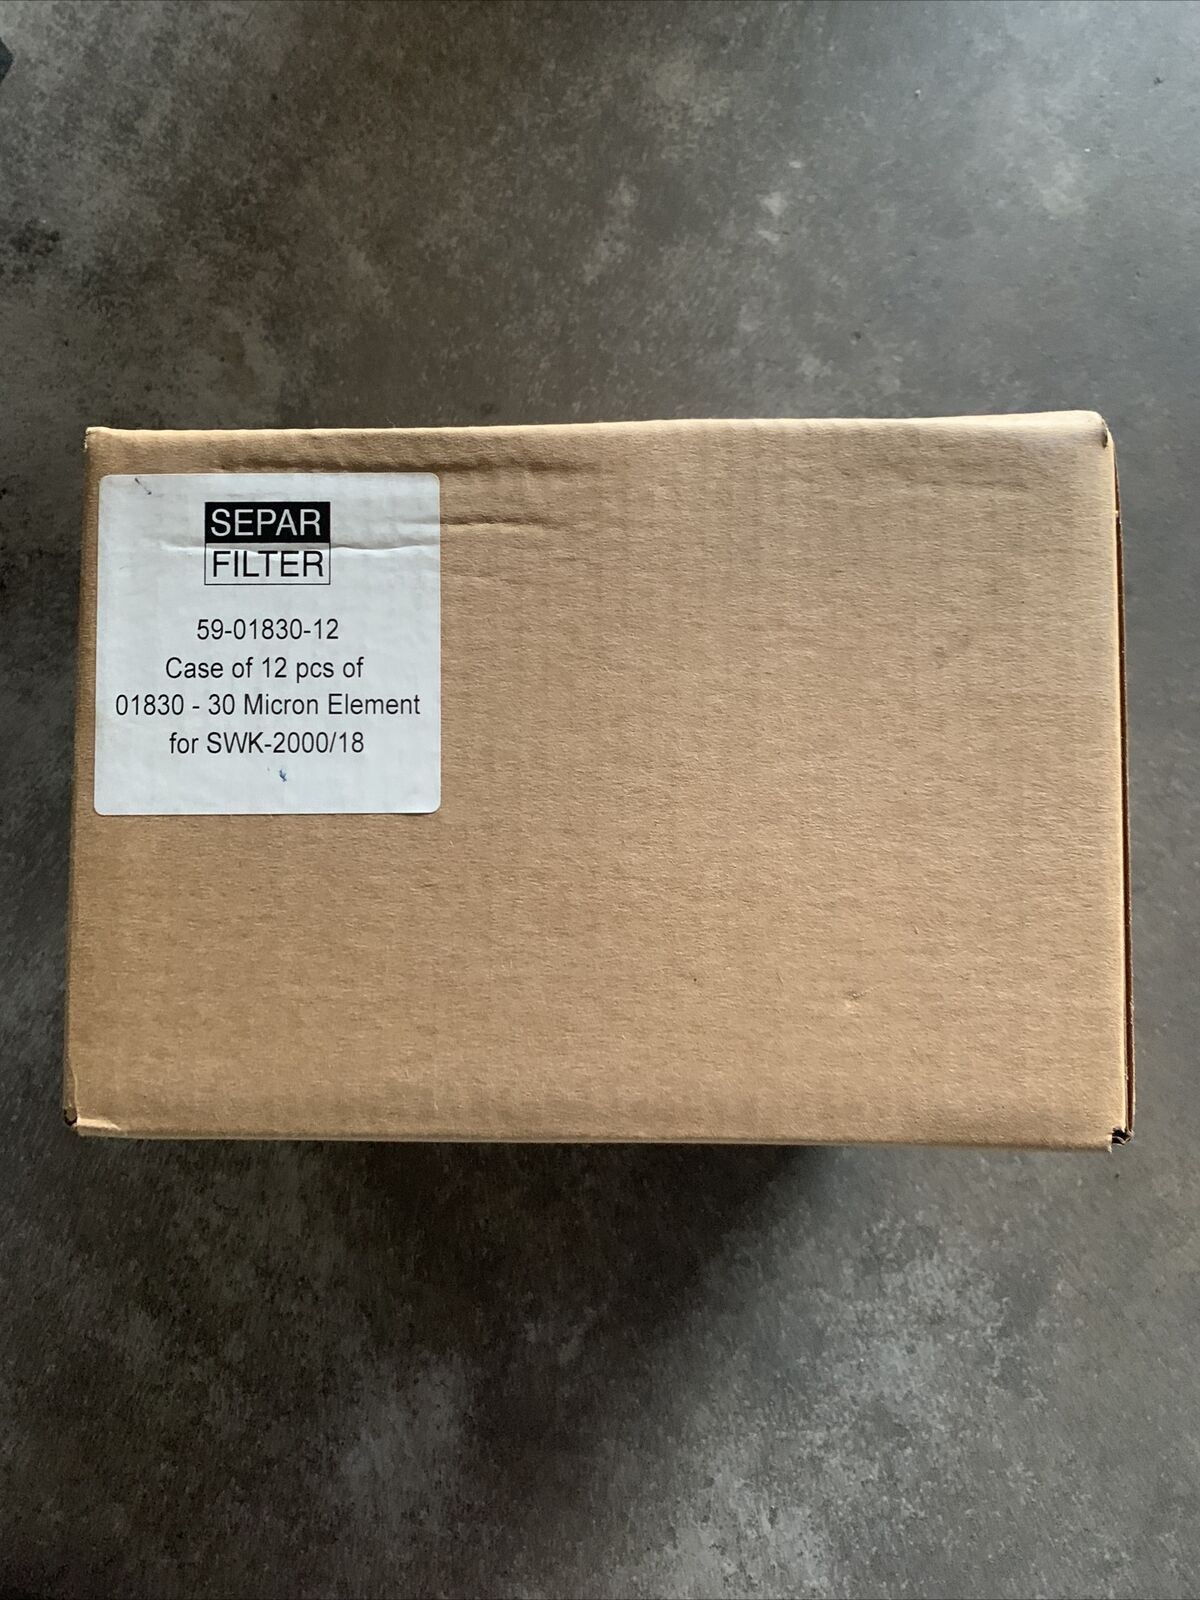 SEPAR
FILTER
59-01830-12
Case of 12 pcs of
01830 - 30 Micron Element
for SWK-2000/18